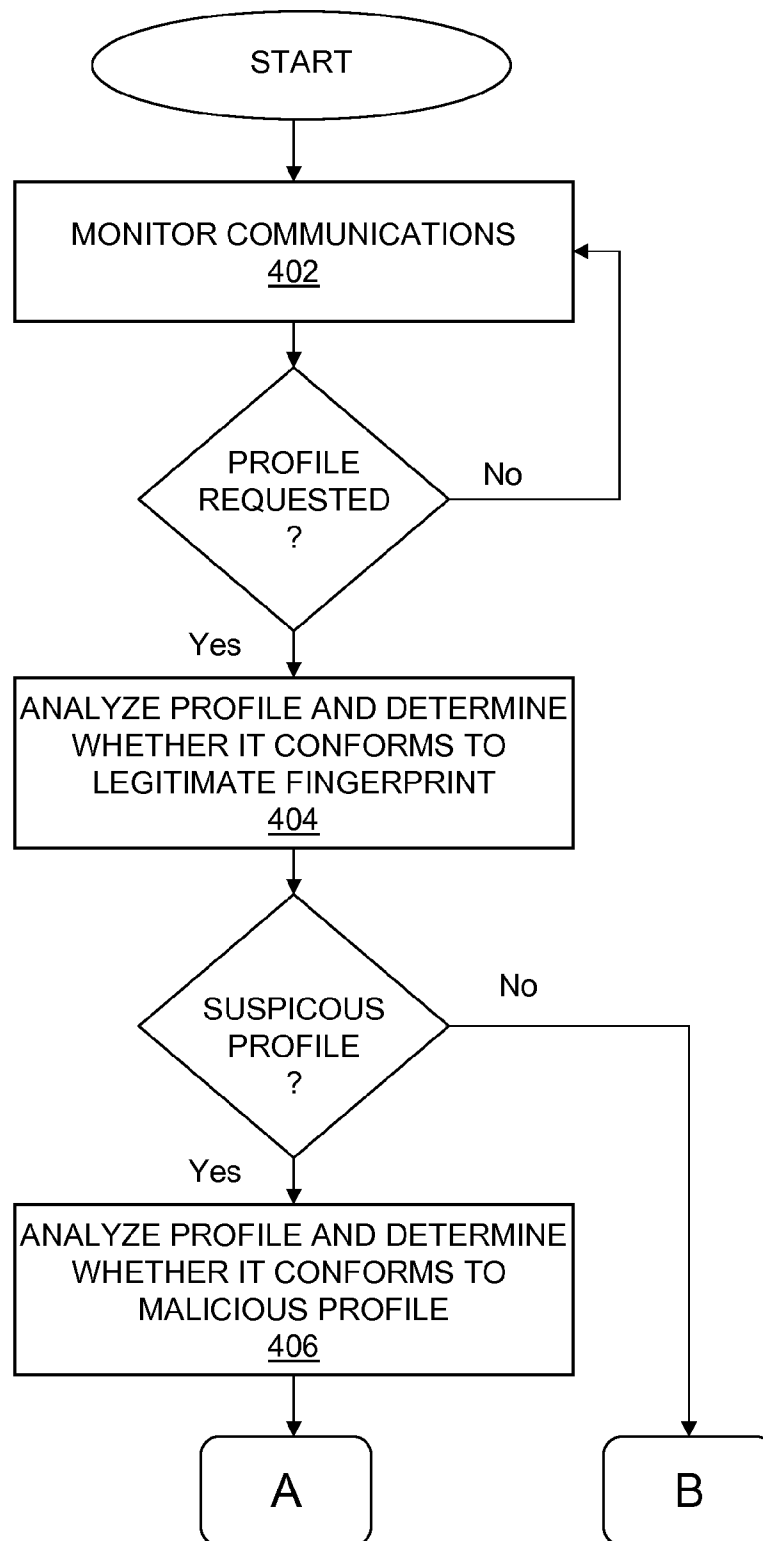 START
MONITOR COMMUNICATIONS
402
PROFILE
REQUESTED
?
No
Yes
ANALYZE PROFILE AND DETERMINE
WHETHER IT CONFORMS TO
LEGITIMATE FINGERPRINT
404
SUSPICOUS
PROFILE
?
No
Yes
ANALYZE PROFILE AND DETERMINE
WHETHER IT CONFORMS TO
MALICIOUS PROFILE
406
A
B